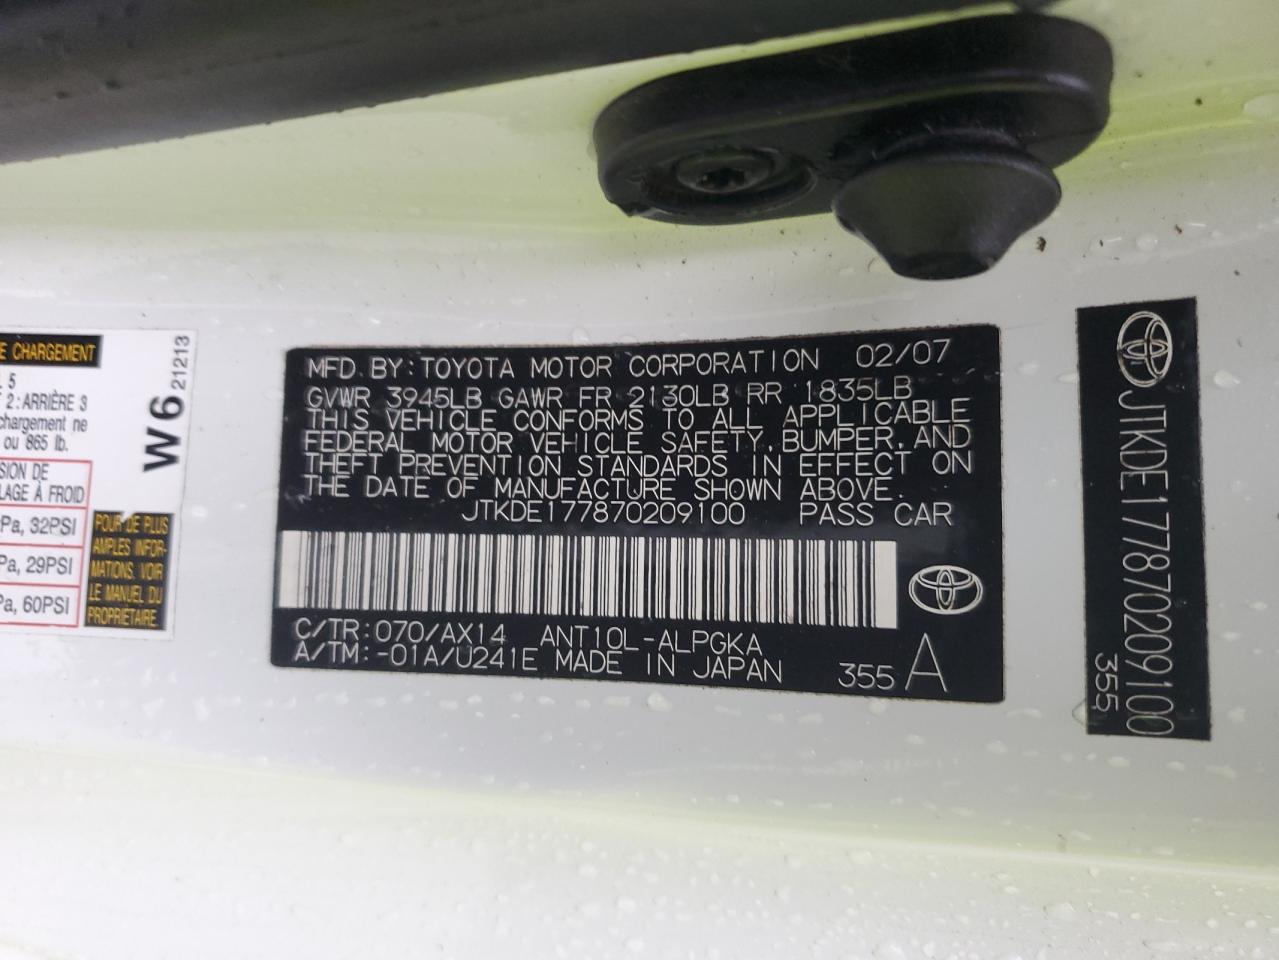 E CHARGEMENT
L 5
T 2 : ARRIÈRE 3
chargement ne
ou 865 lb.
SION DE
LAGE À FROID
Pa, 32PSI
Pa, 29PSI
Pa, 60PSI
W6
21213
POUR DE PLUS
AMPLES INFOR-
MATIONS, VOIR
LE MANUEL DU
PROPRIÉTAIRE.
MFD. BY: TOYOTA MOTOR CORPORATION 02/07
GVWR 3945LB GAWR FR 2130LB RR 1835LB
THIS VEHICLE CONFORMS TO ALL APPLICABLE
FEDERAL MOTOR VEHICLE SAFETY, BUMPER, AND
THEFT PREVENTION STANDARDS IN EFFECT ON
THE DATE OF MANUFACTURE SHOWN ABOVE.
JTKDE177870209100 PASS CAR
C/TR: 070/AX14 ANT10L-ALPGKA
A/TM: -01A/U241E MADE IN JAPAN 355 A
JTKDE177870209100
355